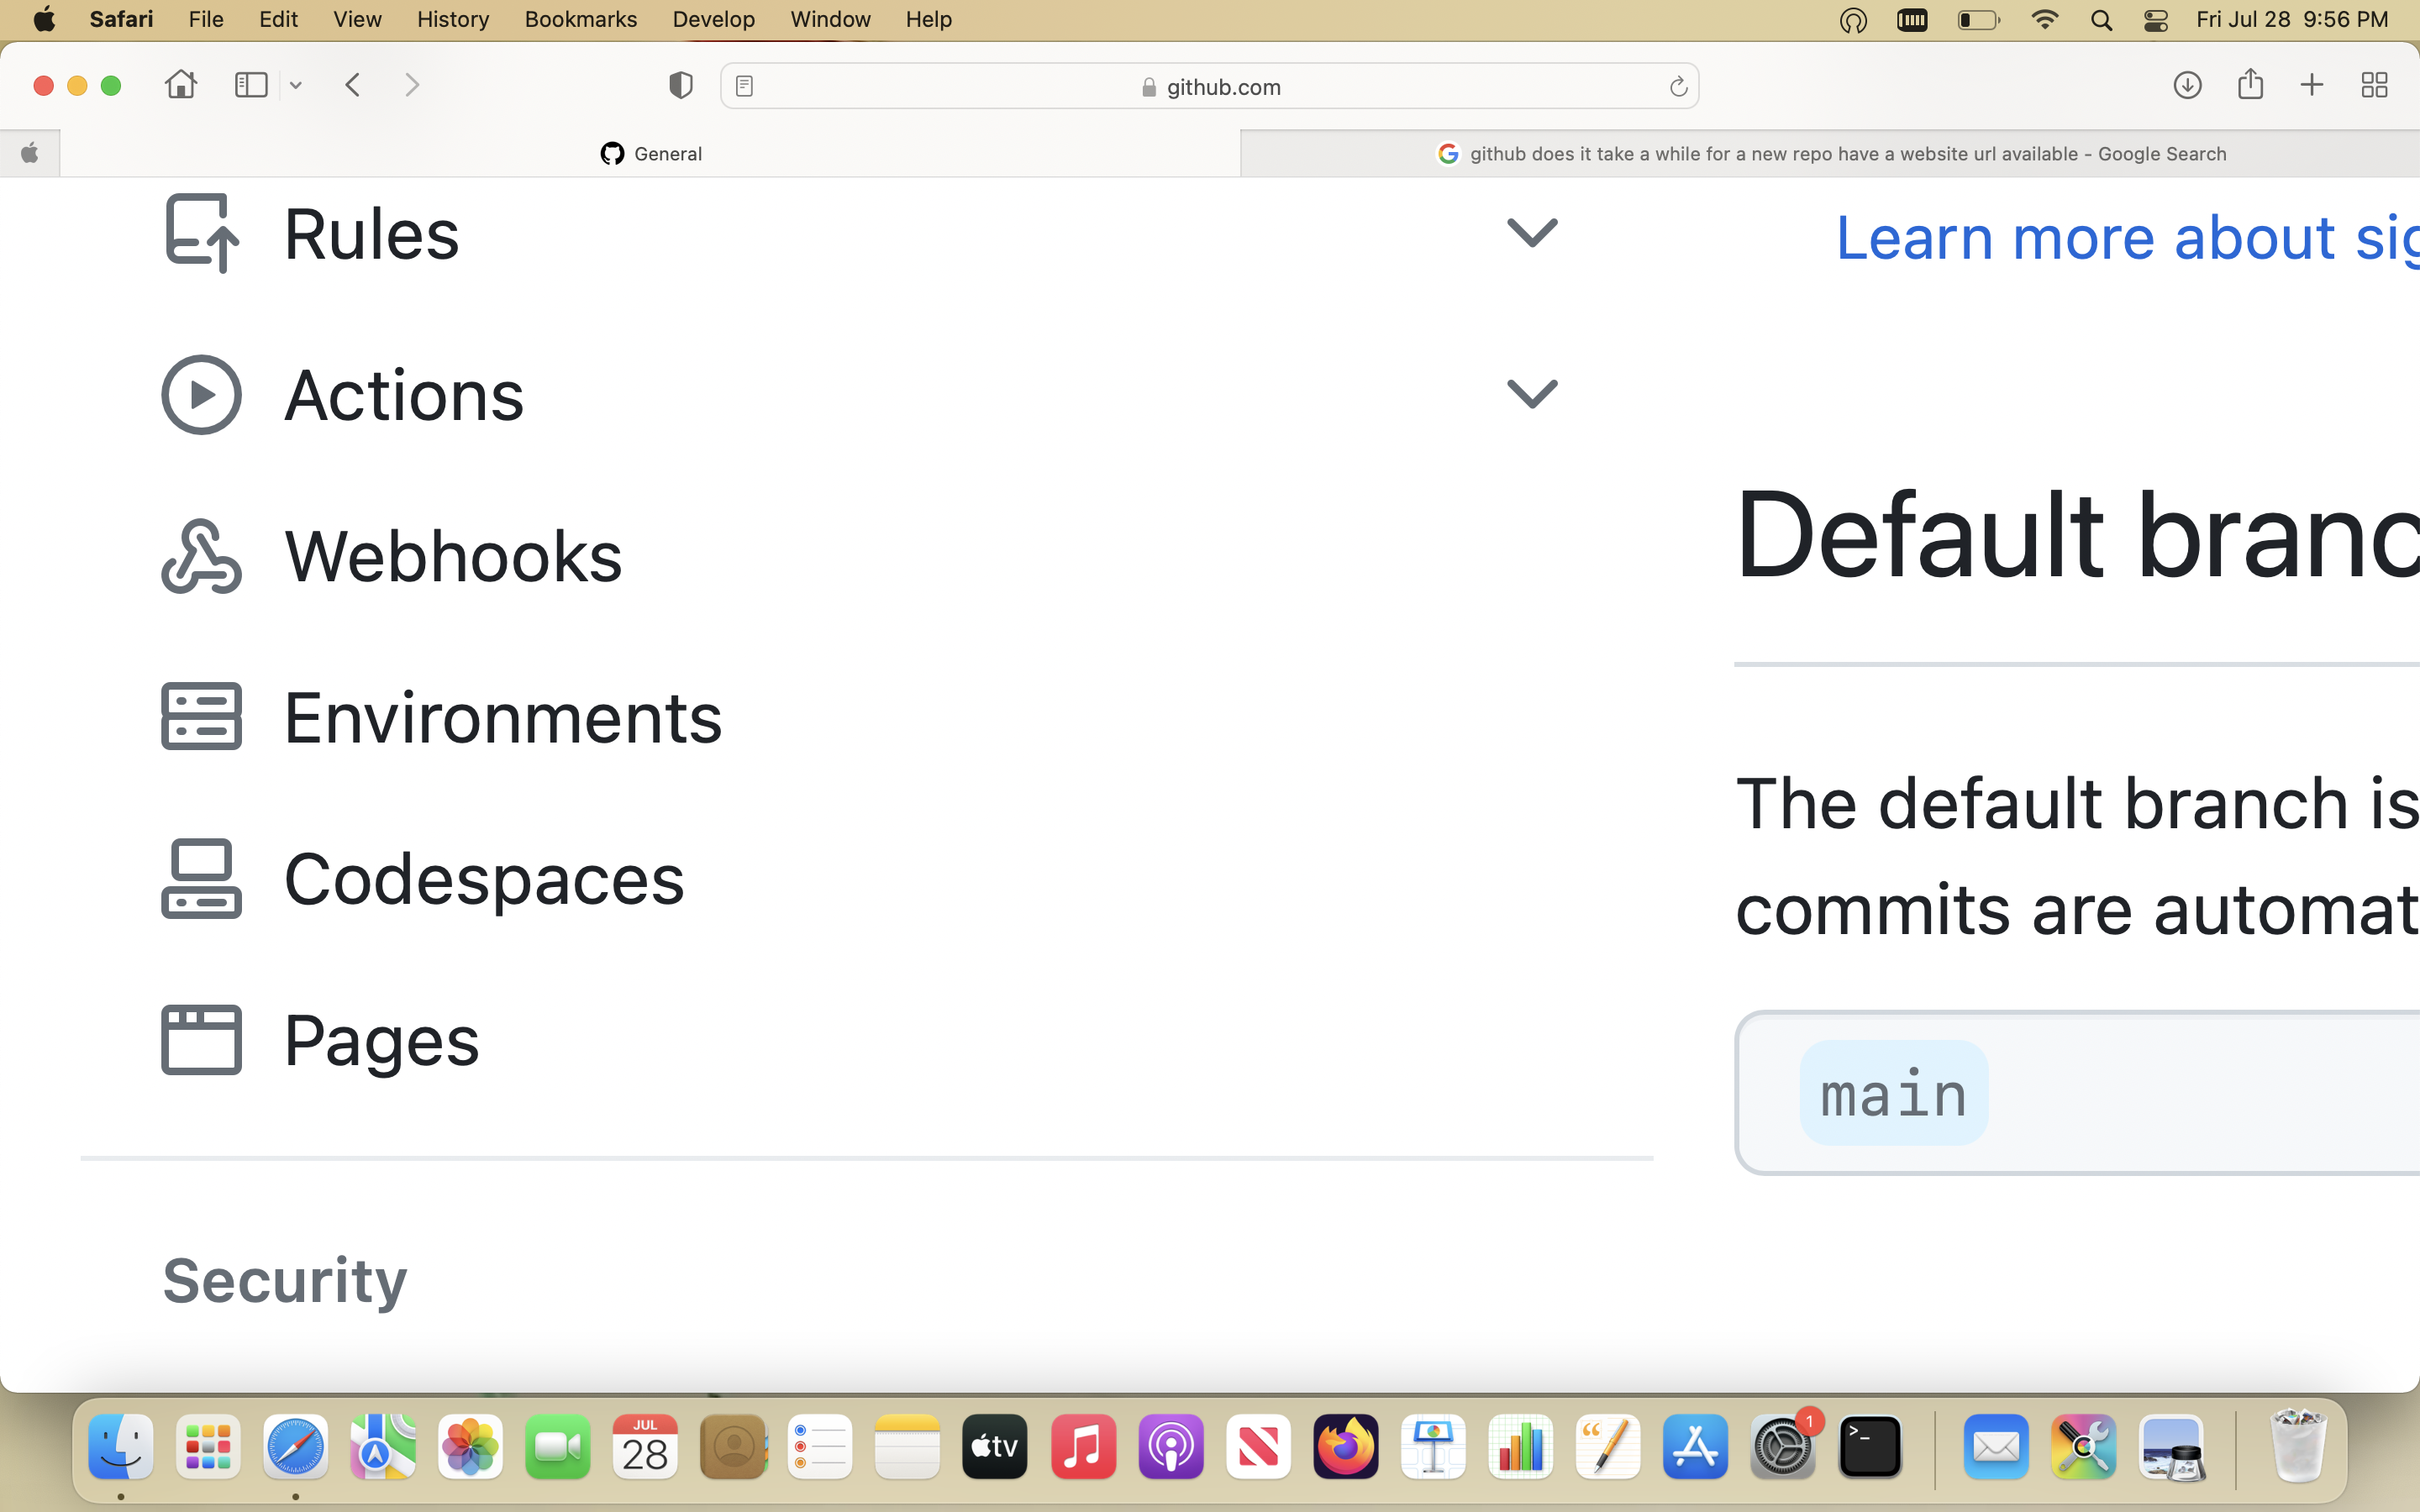 Safari File Edit View History Bookmarks Develop Window Help Fri Jul 28 9:56 PM
github.com
General
github does it take a while for a new repo have a website url available - Google Search
Rules
Actions
Webhooks
Environments
Codespaces
Pages
Security
Learn more about sig
Default branc
The default branch is
commits are automat
main
JUL
28
tv
1
>_